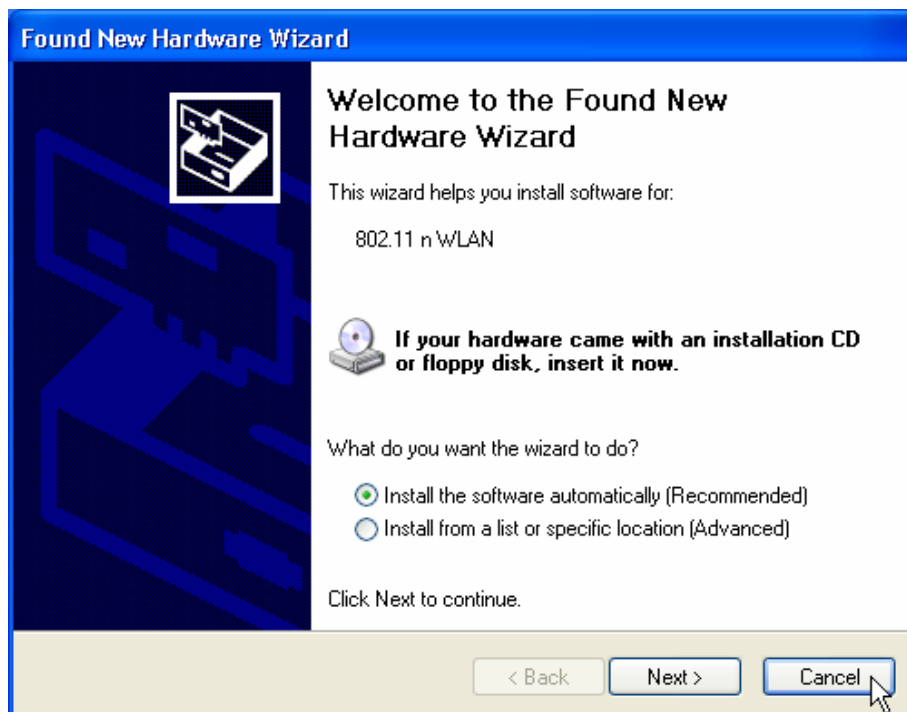 Found New Hardware Wizard
Welcome to the Found New
Hardware Wizard
This wizard helps you install software for:
802.11 n WLAN
If your hardware came with an installation CD
or floppy disk, insert it now.
What do you want the wizard to do?
Install the software automatically (Recommended)
Install from a list or specific location (Advanced)
Click Next to continue.
< Back Next > Cancel